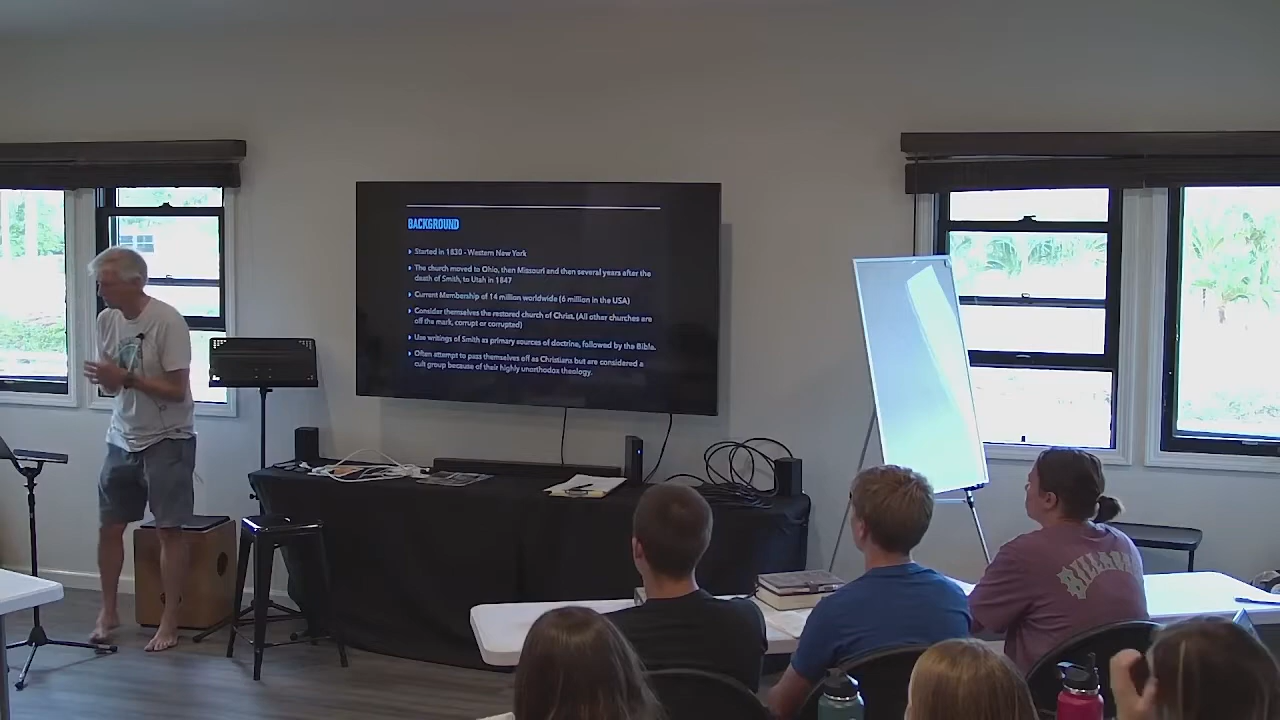 BACKGROUND
Started in 1830 - Western New York
The church moved to Ohio, then Missouri and then several years after the
death of Smith, to Utah in 1847
Current Membership of 14 million worldwide (6 million in the USA)
Consider themselves the restored church of Christ. (All other churches are
off the mark, corrupt or corrupted)
Use writings of Smith as primary sources of doctrine, followed by the Bible.
Often attempt to pass themselves off as Christians but are considered a
cult group because of their highly unorthodox theology.